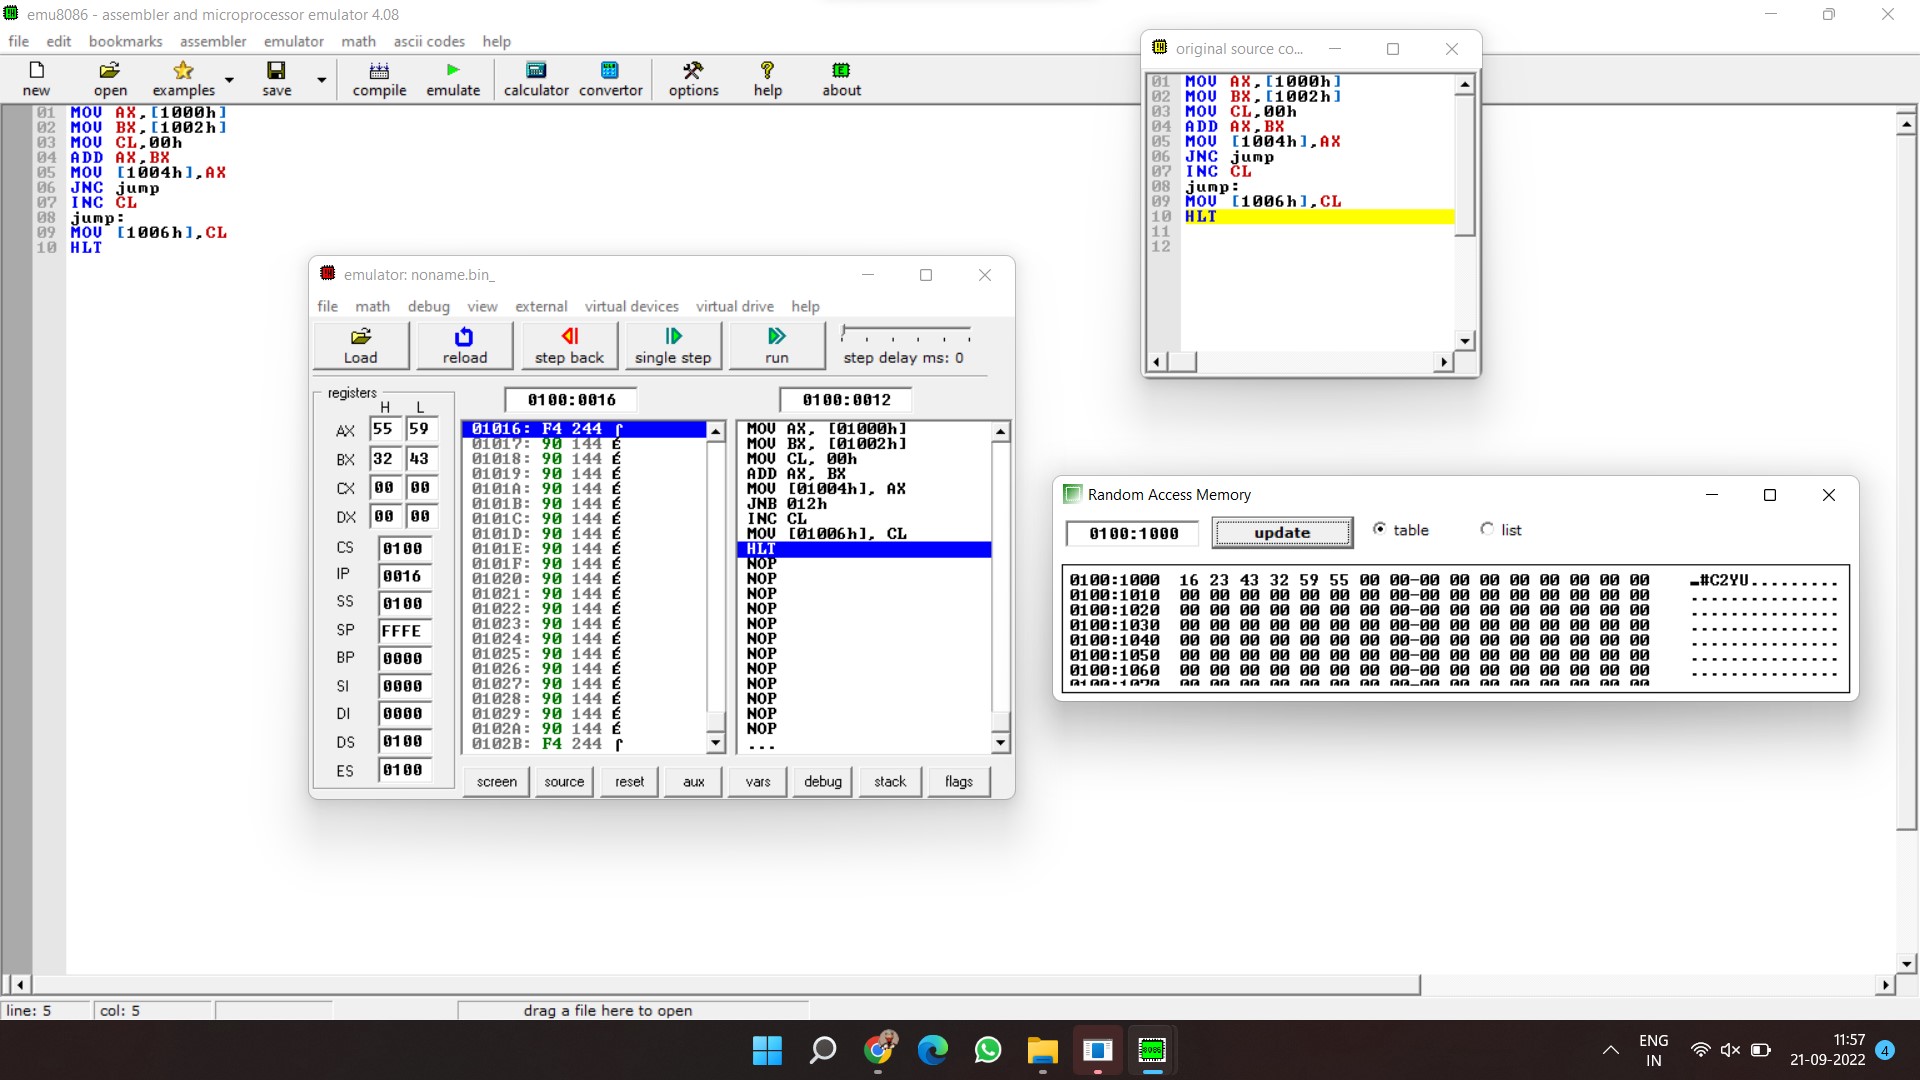 emu8086 - assembler and microprocessor emulator 4.08
file edit bookmarks assembler emulator math ascii codes help
new open examples save compile emulate calculator convertor options help about
01 MOV AX,[1000h]
02 MOV BX,[1002h]
03 MOV CL,00h
04 ADD AX,BX
05 MOV [1004h],AX
06 JNC jump
07 INC CL
08 jump:
09 MOV [1006h],CL
10 HLT
original source co...
01 MOV AX,[1000h]
02 MOV BX,[1002h]
03 MOV CL,00h
04 ADD AX,BX
05 MOV [1004h],AX
06 JNC jump
07 INC CL
08 jump:
09 MOV [1006h],CL
10 HLT
11
12
emulator: noname.bin_
file math debug view external virtual devices virtual drive help
Load reload step back single step run step delay ms: 0
registers
H L
AX 55 59
BX 32 43
CX 00 00
DX 00 00
CS 0100
IP 0016
SS 0100
SP FFFE
BP 0000
SI 0000
DI 0000
DS 0100
ES 0100
0100:0016
01016: F4 244 ⌠
01017: 90 144 É
01018: 90 144 É
01019: 90 144 É
0101A: 90 144 É
0101B: 90 144 É
0101C: 90 144 É
0101D: 90 144 É
0101E: 90 144 É
0101F: 90 144 É
01020: 90 144 É
01021: 90 144 É
01022: 90 144 É
01023: 90 144 É
01024: 90 144 É
01025: 90 144 É
01026: 90 144 É
01027: 90 144 É
01028: 90 144 É
01029: 90 144 É
0102A: 90 144 É
0102B: F4 244 ⌠
0100:0012
MOV AX, [01000h]
MOV BX, [01002h]
MOV CL, 00h
ADD AX, BX
MOV [01004h], AX
JNB 012h
INC CL
MOV [01006h], CL
HLT
NOP
NOP
NOP
NOP
NOP
NOP
NOP
NOP
NOP
NOP
NOP
NOP
...
screen source reset aux vars debug stack flags
Random Access Memory
0100:1000 update table list
0100:1000 16 23 43 32 59 55 00 00-00 00 00 00 00 00 00 00 ▬#C2YU..........
0100:1010 00 00 00 00 00 00 00 00-00 00 00 00 00 00 00 00 ................
0100:1020 00 00 00 00 00 00 00 00-00 00 00 00 00 00 00 00 ................
0100:1030 00 00 00 00 00 00 00 00-00 00 00 00 00 00 00 00 ................
0100:1040 00 00 00 00 00 00 00 00-00 00 00 00 00 00 00 00 ................
0100:1050 00 00 00 00 00 00 00 00-00 00 00 00 00 00 00 00 ................
0100:1060 00 00 00 00 00 00 00 00-00 00 00 00 00 00 00 00 ................
0100:1070 00 00 00 00 00 00 00 00-00 00 00 00 00 00 00 00
line: 5 col: 5 drag a file here to open
8086
ENG
IN
11:57
21-09-2022
4